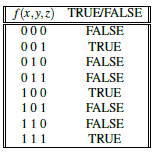 f(x,y,z) TRUE/FALSE
0 0 0 FALSE
0 0 1 TRUE
0 1 0 FALSE
0 1 1 FALSE
1 0 0 TRUE
1 0 1 FALSE
1 1 0 FALSE
1 1 1 TRUE